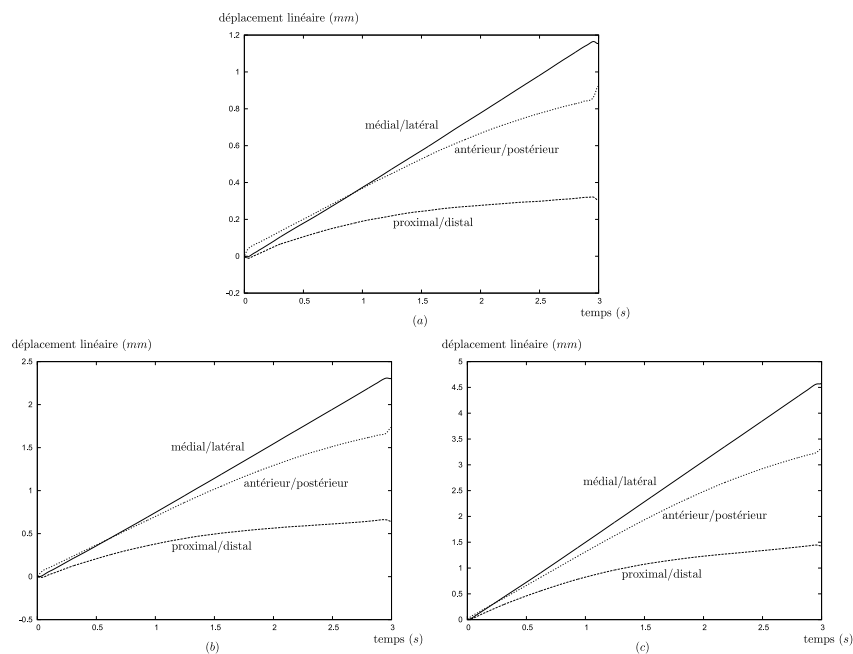 déplacement linéaire (mm)
1.2
1
0.8
0.6
0.4
0.2
0
-0.2
médial/latéral
antérieur/postérieur
proximal/distal
0 0.5 1 1.5 2 2.5 3
temps (s)
(a)
déplacement linéaire (mm)
2.5
2
1.5
1
0.5
0
-0.5
médial/latéral
antérieur/postérieur
proximal/distal
0 0.5 1 1.5 2 2.5 3
temps (s)
(b)
déplacement linéaire (mm)
5
4.5
4
3.5
3
2.5
2
1.5
1
0.5
0
médial/latéral
antérieur/postérieur
proximal/distal
0 0.5 1 1.5 2 2.5 3
temps (s)
(c)